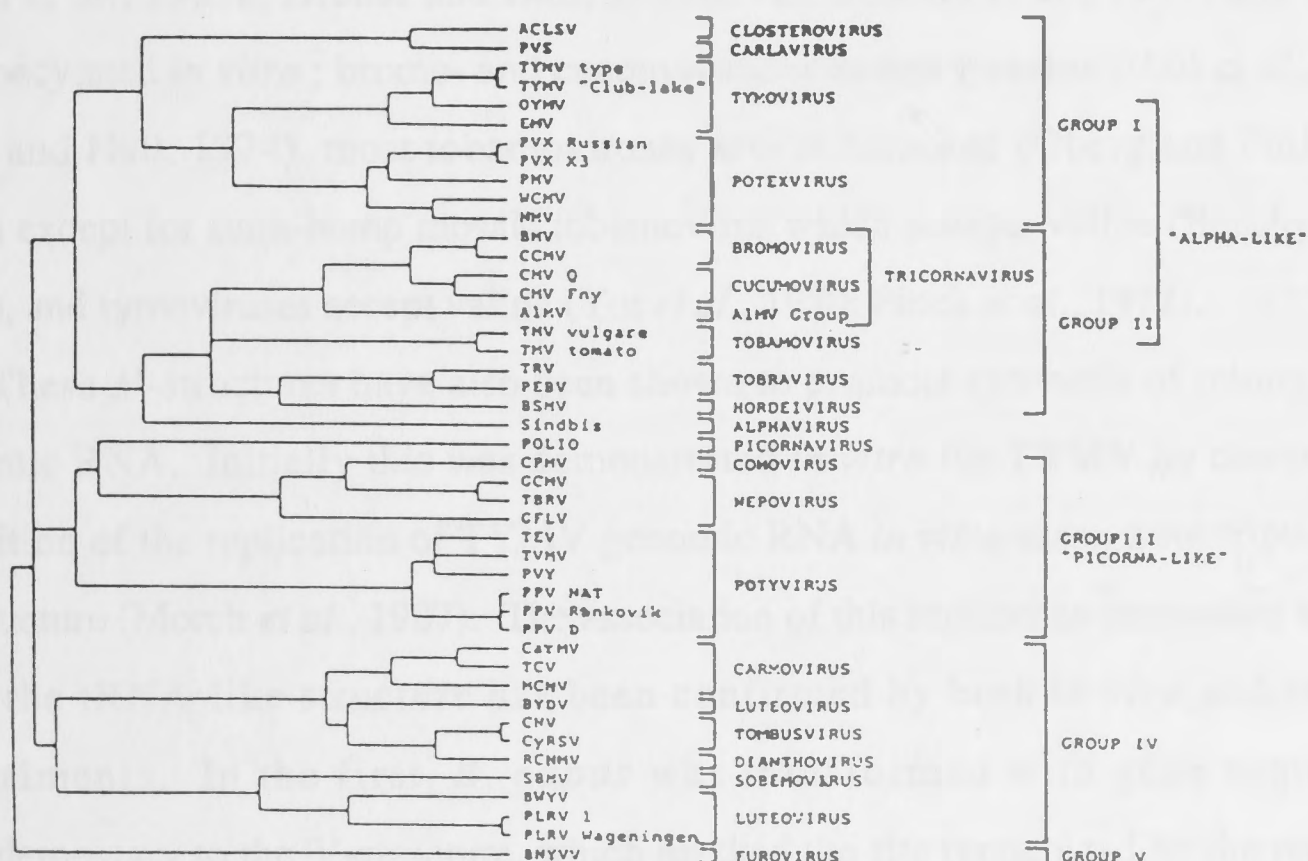 ACLSV CLOSTEROVIRUS
PVS CARLAVIRUS
TYMV Type
TYMV "Club-lake" TYMOVIRUS
OYMV
EMV
GROUP I
PVX Russian
PVX X3
PMV POTEXVIRUS
WCMV
NMV
BMV BROMOVIRUS
CCMV
"ALPHA-LIKE"
TRICORNAVIRUS
CMV Q CUCUMOVIRUS
CMV Fny
AlMV AlMV Group
GROUP II
TMV vulgare TOBAMOVIRUS
TMV tomato
TRV TOBRAVIRUS
PEBV
BSMV HORDEIVIRUS
Sindbis ALPHAVIRUS
POLIO PICORNAVIRUS
CPMV COMOVIRUS
GCMV NEPOVIRUS
TBRV
GFLV
TEV
GROUP III
"PICORNA-LIKE"
TVMV
PVY POTYVIRUS
PPV NAT
PPV Rankovik
PPV D
CarMV CARMOVIRUS
TCV
MCMV
BYDV LUTEOVIRUS
CNV TOMBUSVIRUS
CyRSV
GROUP IV
RCNMV DIANTHOVIRUS
SBMV SOBEMOVIRUS
BWYV
PLRV 1 LUTEOVIRUS
PLRV Wageningen
BNYVV FUROVIRUS GROUP V